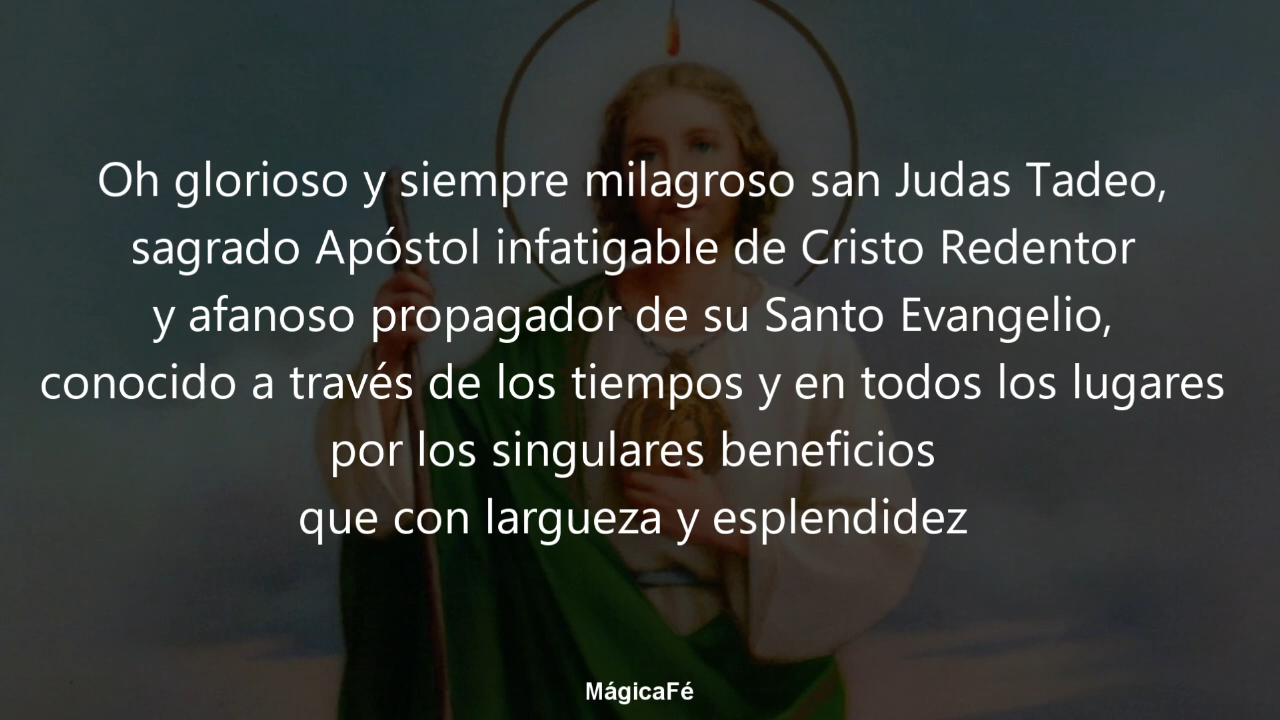 Oh glorioso y siempre milagroso san Judas Tadeo,
sagrado Apóstol infatigable de Cristo Redentor
y afanoso propagador de su Santo Evangelio,
conocido a través de los tiempos y en todos los lugares
por los singulares beneficios
que con largueza y esplendidez
MágicaFé